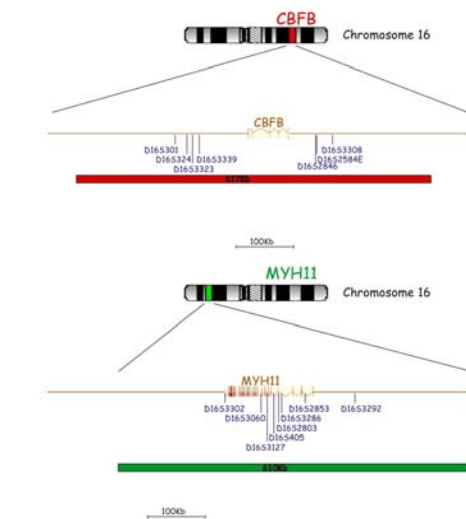 CBFB
Chromosome 16
CBFB
D16S301 D16S3308
D16S324 D16S3339 D16S2584E
D16S3323 D16S2846
617Kb
100Kb
MYH11
Chromosome 16
MYH11
D16S3302 D16S2853 D16S3292
D16S3060 D16S3286
D16S2803
D16S405
D16S3127
610Kb
100Kb